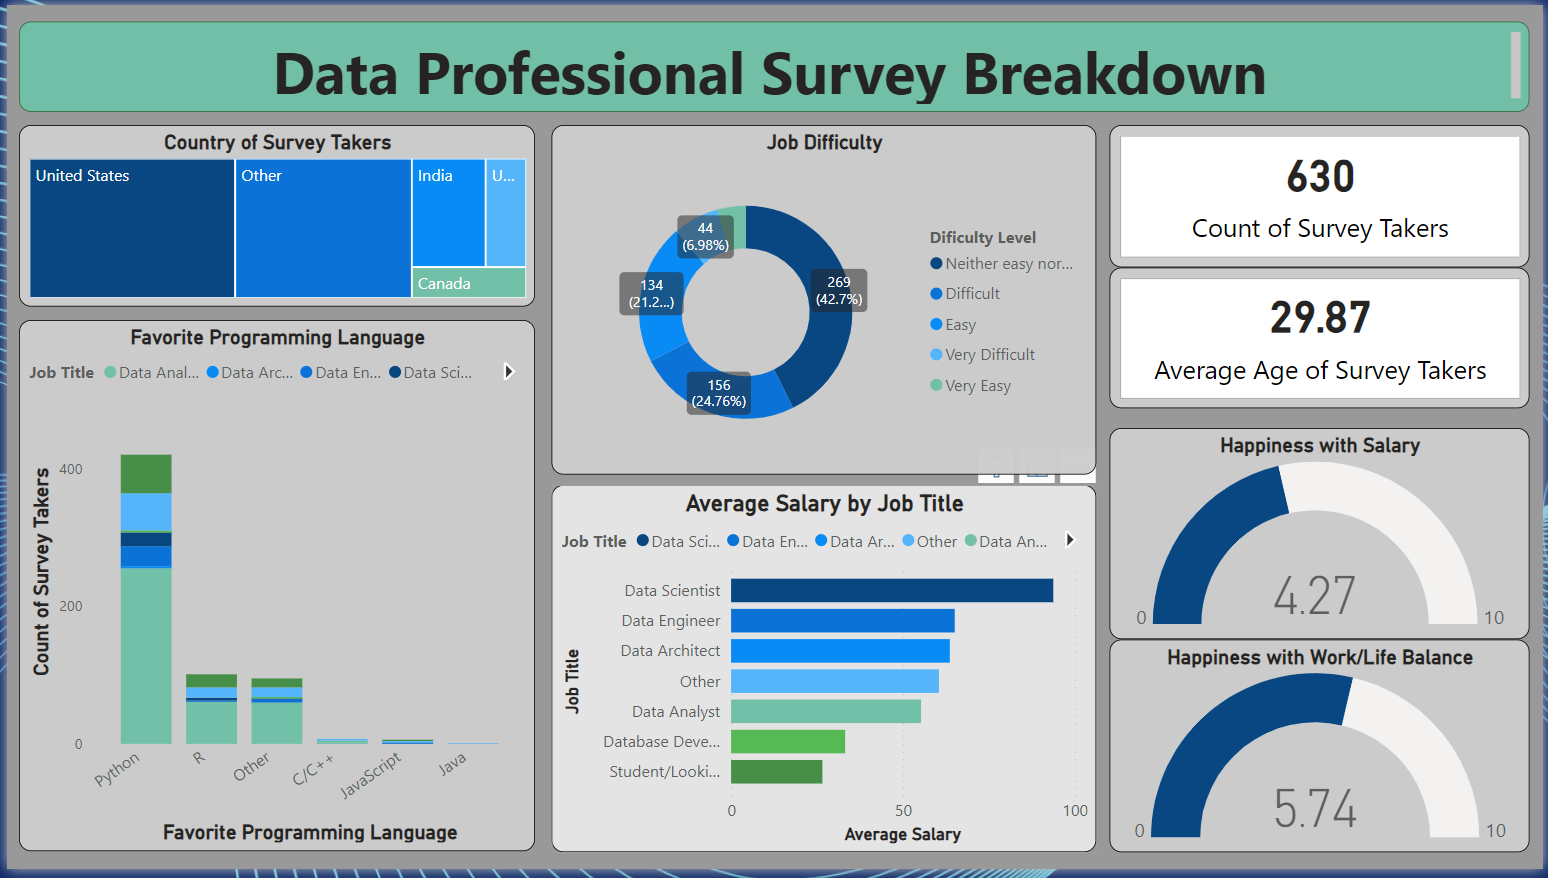 Data Professional Survey Breakdown
Country of Survey Takers
United States
Other
India
U...
Canada
Favorite Programming Language
Job Title
Data Anal...
Data Arc...
Data En...
Data Sci...
Count of Survey Takers
400
200
0
Python
R
Other
C/C++
JavaScript
Java
Favorite Programming Language
Job Difficulty
44
(6.98%)
134
(21.2...)
269
(42.7%)
156
(24.76%)
Dificulty Level
Neither easy nor...
Difficult
Easy
Very Difficult
Very Easy
Average Salary by Job Title
Job Title
Data Sci...
Data En...
Data Ar...
Other
Data An...
Job Title
Data Scientist
Data Engineer
Data Architect
Other
Data Analyst
Database Deve...
Student/Looki...
0
50
100
Average Salary
630
Count of Survey Takers
29.87
Average Age of Survey Takers
Happiness with Salary
4.27
0
10
Happiness with Work/Life Balance
5.74
0
10